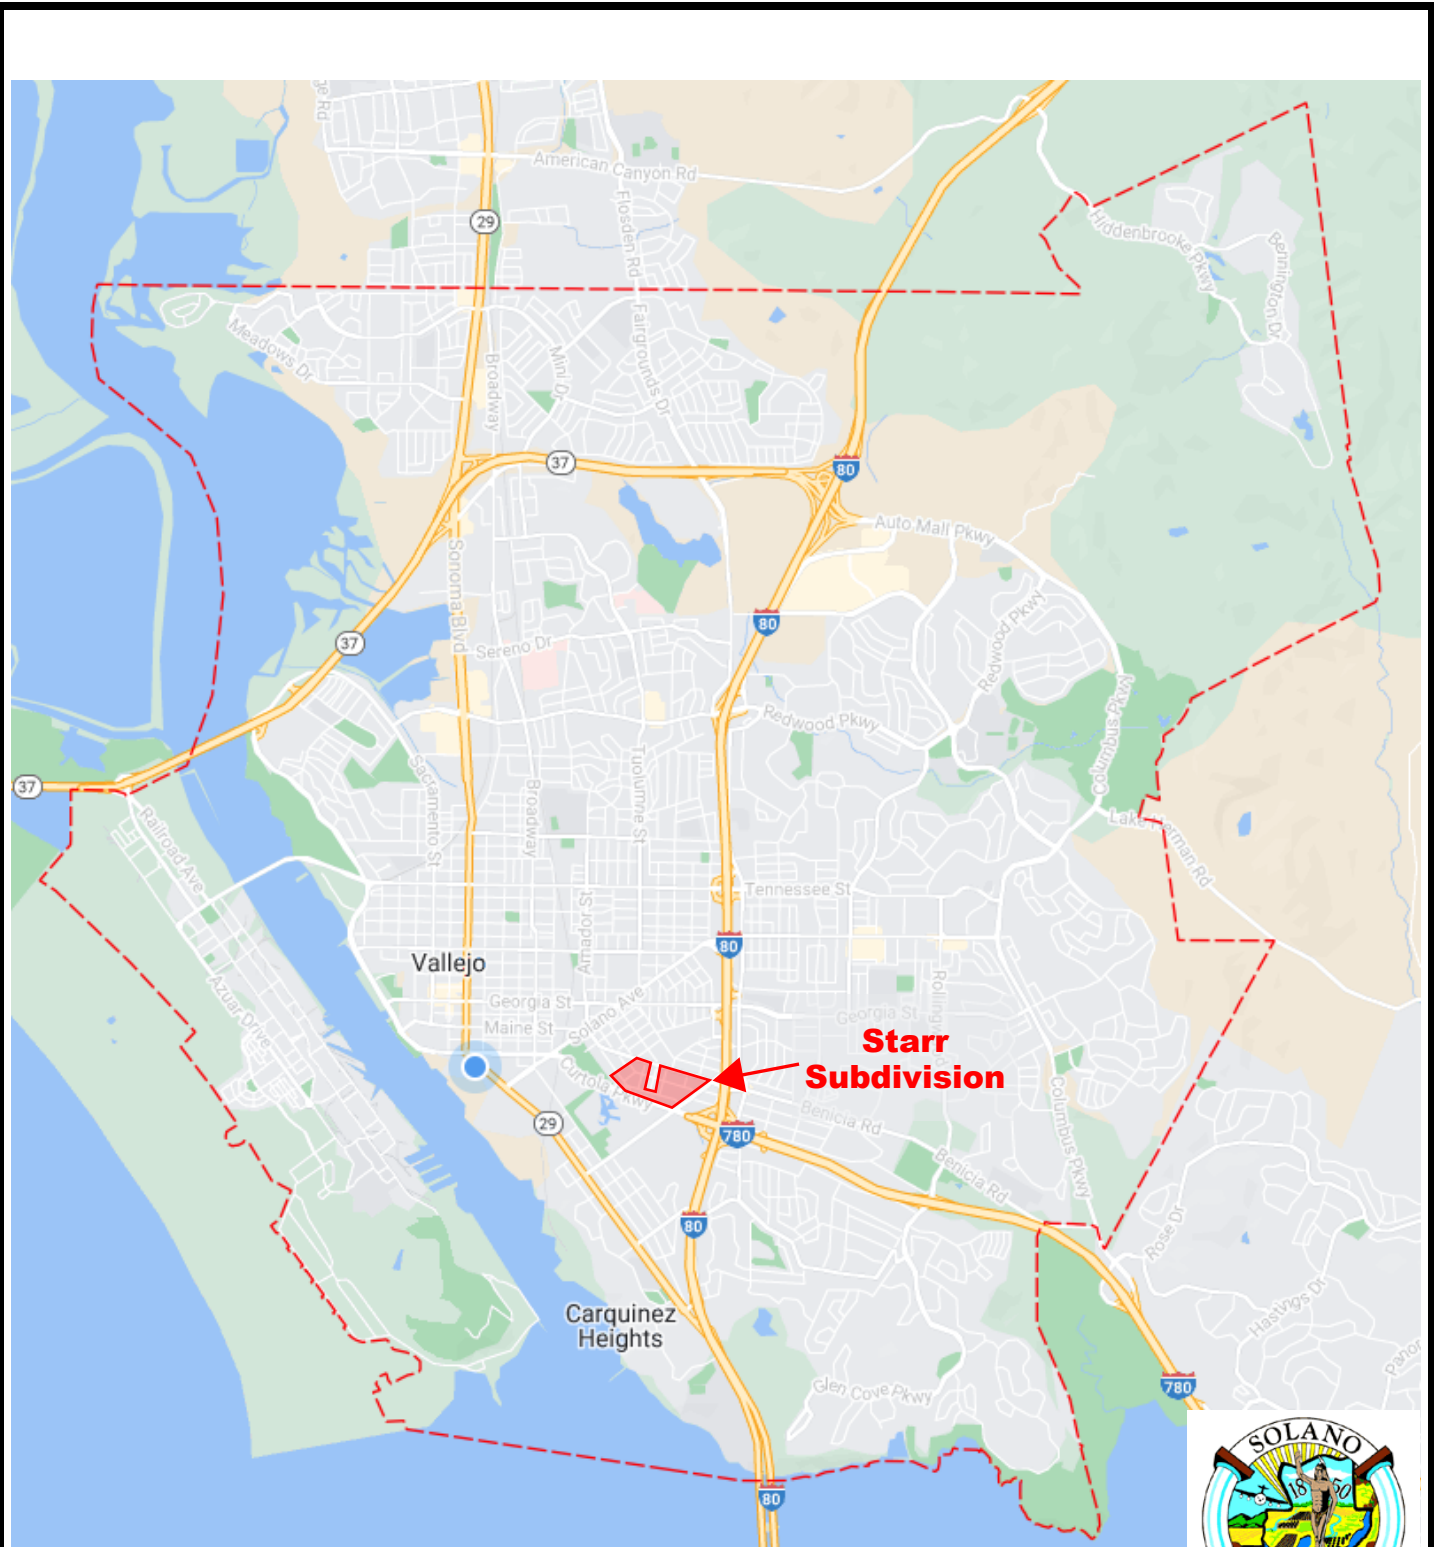 ge Rd
American Canyon Rd
29
Flosden Rd
Hiddenbrooke Pkwy
Bennington Dr
Meadows Dr
Broadway
Mini Dr
Fairgrounds Dr
37
80
Auto Mall Pkwy
Sonoma Blvd
80
Redwood Pkwy
37
Sereno Dr
Redwood Pkwy
Columbus Pkwy
37
Sacramento St
Broadway
Tuolumne St
Lake Herman Rd
Railroad Ave
Tennessee St
Amador St
80
Vallejo
Azuar Drive
Georgia St
Solano Ave
Rolling
Georgia St
Maine St
Starr
Subdivision
Curtola Pkwy
Columbus Pkwy
29
Benicia Rd
780
Benicia Rd
80
Rose Dr
Carquinez
Heights
Hastings Dr
Panor
Glen Cove Pkwy
780
SOLANO
1850
80